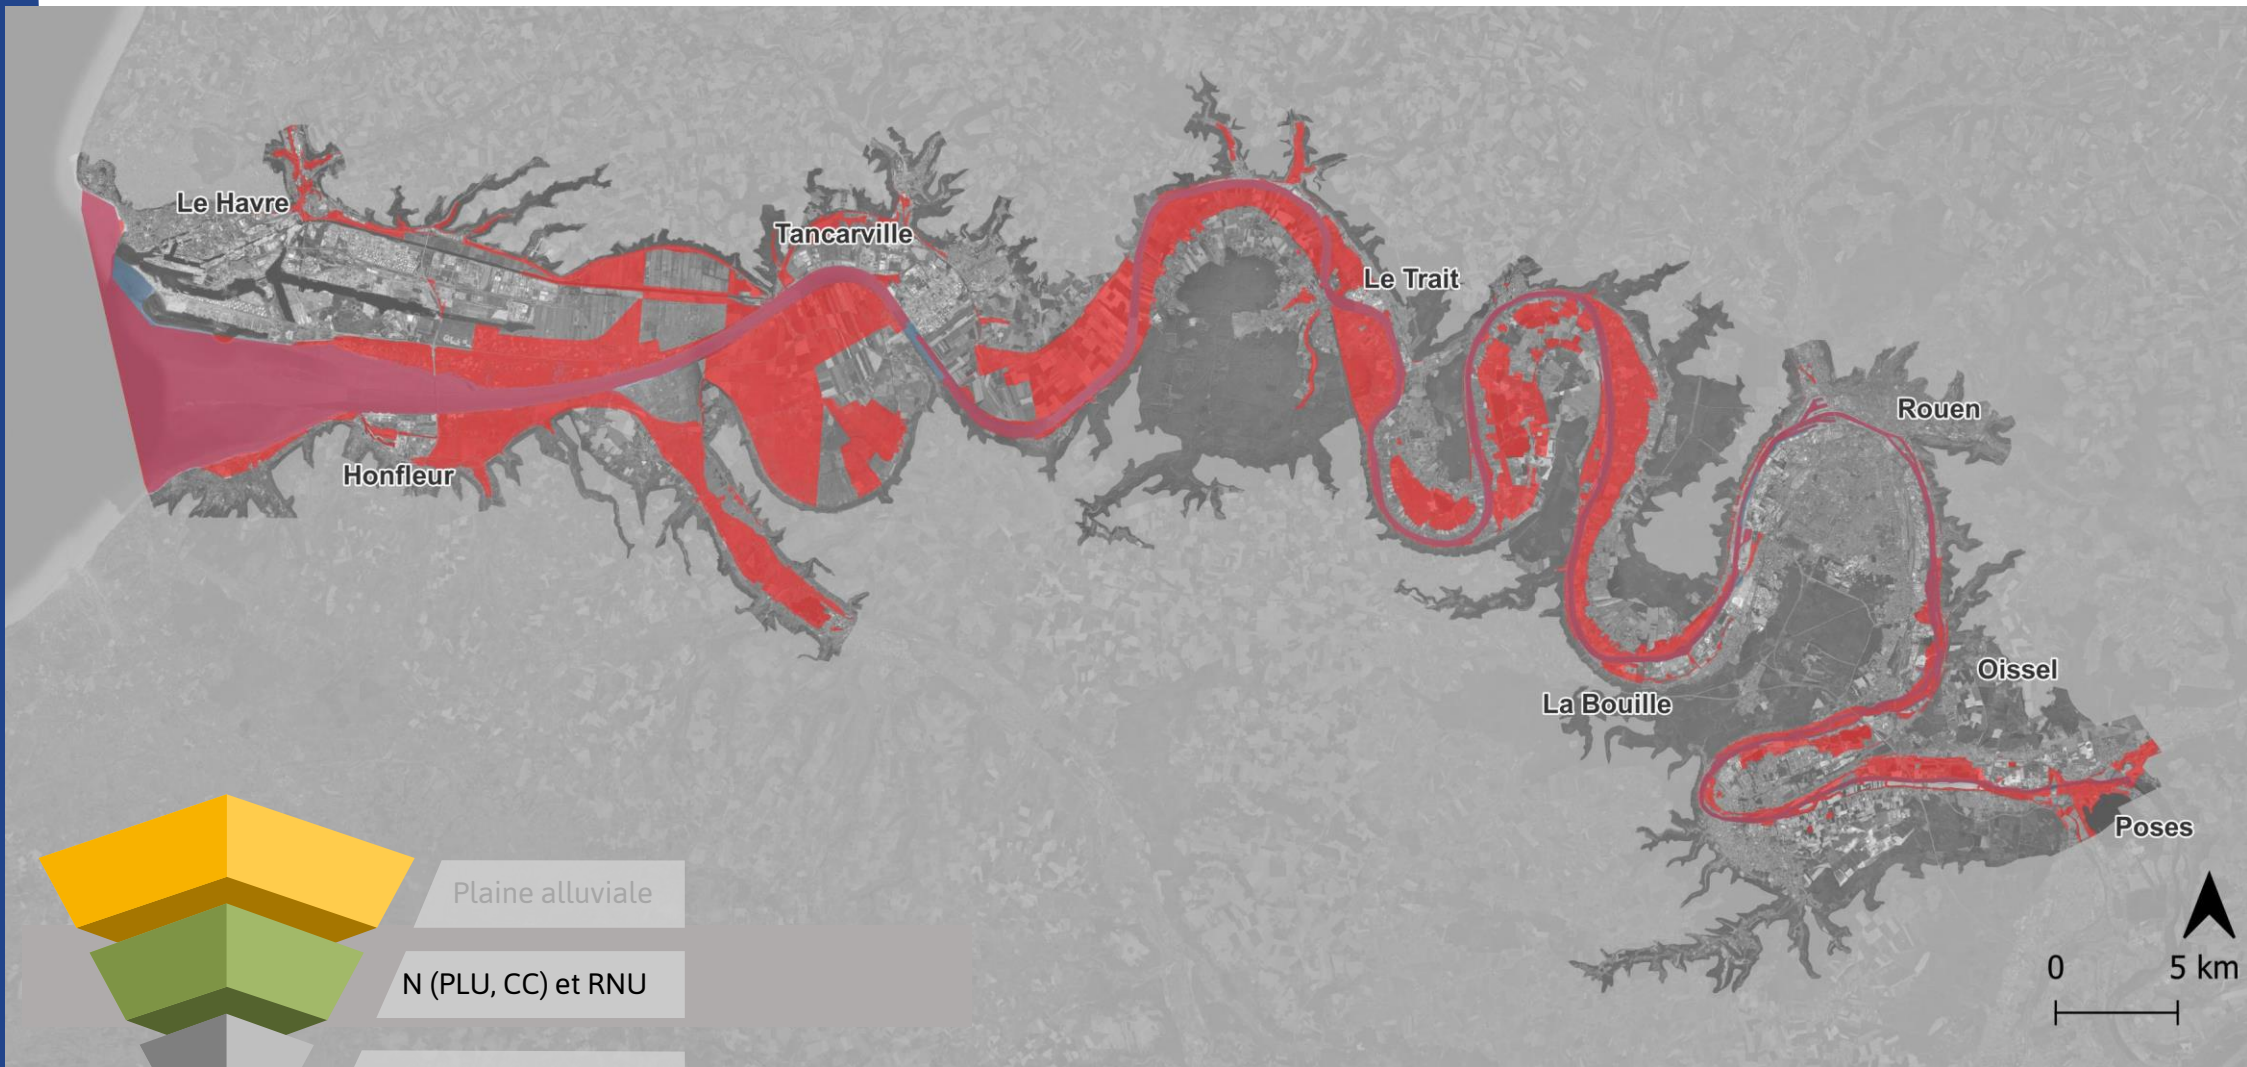 Le Havre
Tancarville
Le Trait
Rouen
Honfleur
Oissel
La Bouille
Poses
Plaine alluviale
N (PLU, CC) et RNU
0 5 km